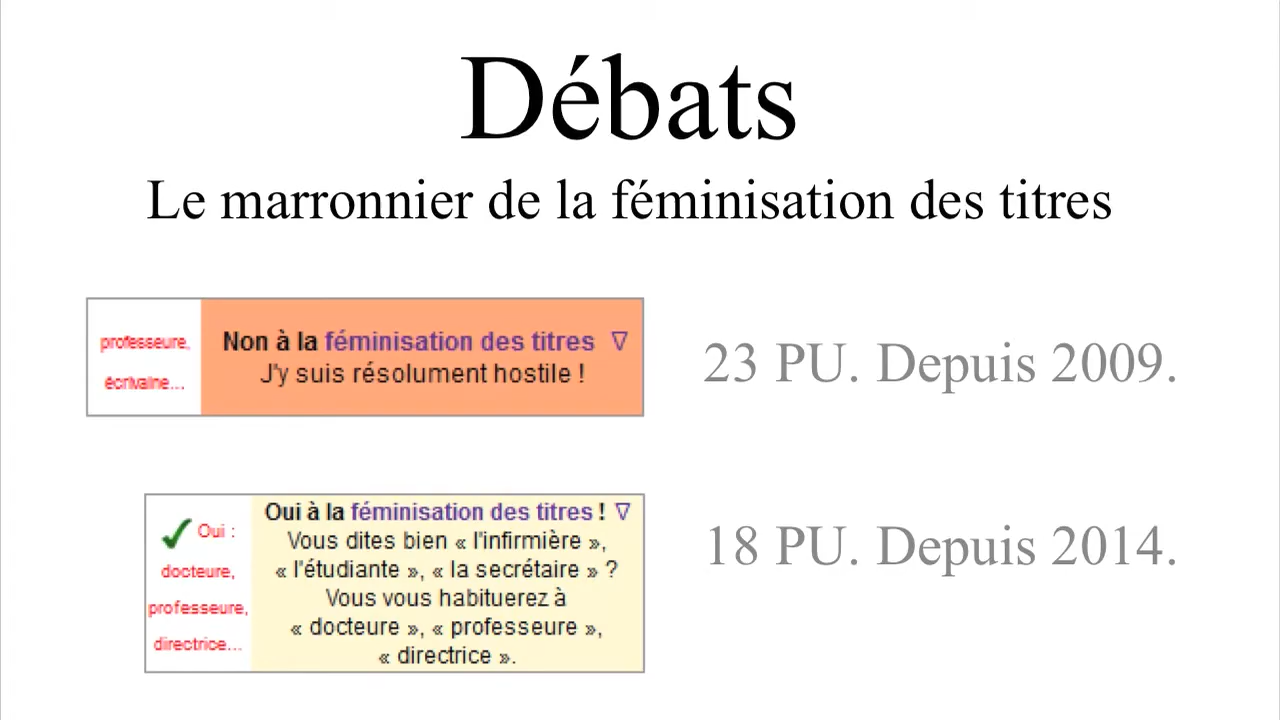 Débats
Le marronnier de la féminisation des titres
professeure,
écrivaine...
Non à la féminisation des titres ∇
J'y suis résolument hostile !
23 PU. Depuis 2009.
Oui :
docteure,
professeure,
directrice...
Oui à la féminisation des titres ! ∇
Vous dites bien « l'infirmière »,
« l'étudiante », « la secrétaire » ?
Vous vous habituerez à
« docteure », « professeure »,
« directrice ».
18 PU. Depuis 2014.